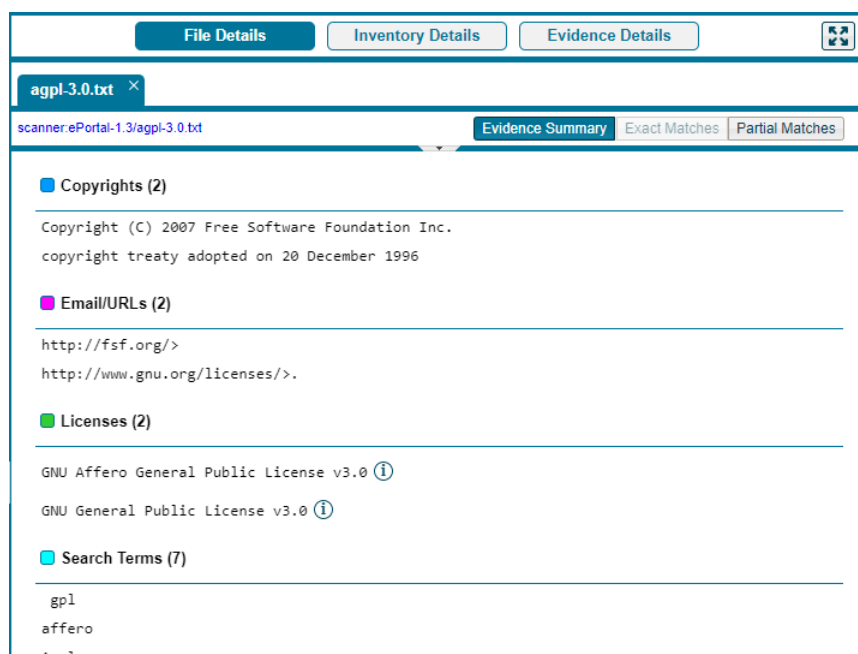 File Details Inventory Details Evidence Details
agpl-3.0.txt ×
scanner:ePortal-1.3/agpl-3.0.txt Evidence Summary Exact Matches Partial Matches
Copyrights (2)
Copyright (C) 2007 Free Software Foundation Inc.
copyright treaty adopted on 20 December 1996
Email/URLs (2)
http://fsf.org/>
http://www.gnu.org/licenses/>.
Licenses (2)
GNU Affero General Public License v3.0 i
GNU General Public License v3.0 i
Search Terms (7)
gpl
affero